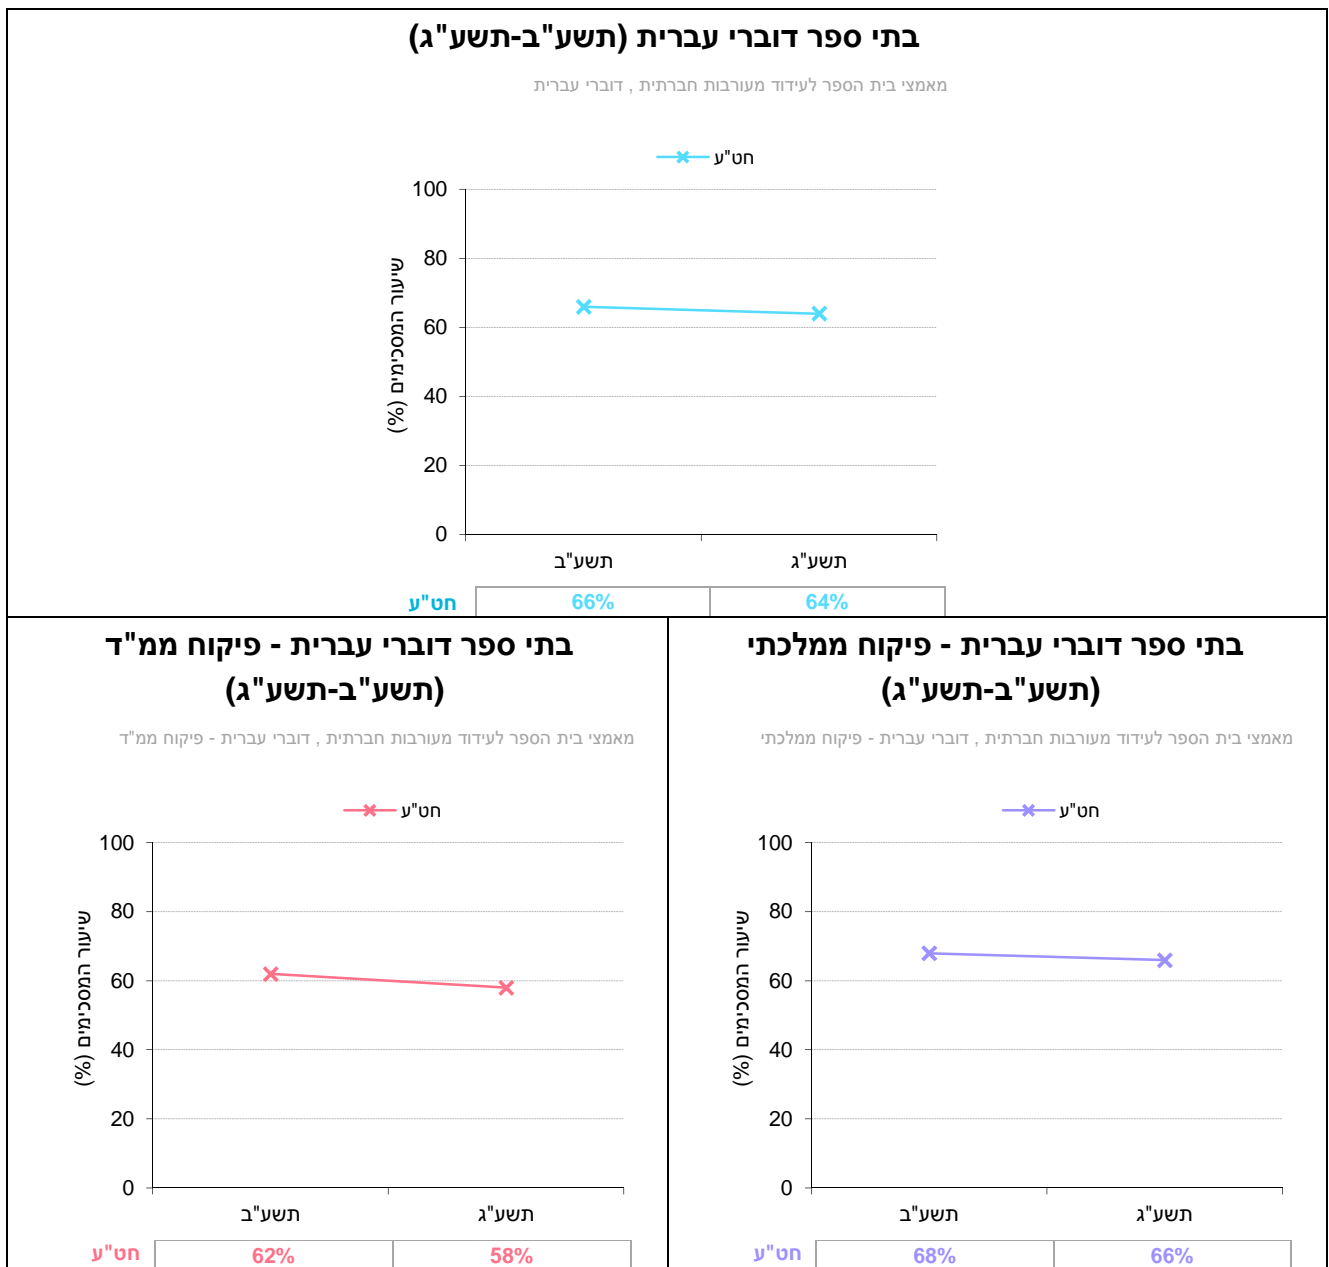 בתי ספר דוברי עברית (תשע"ב-תשע"ג)
מאמצי בית הספר לעידוד מעורבות חברתית , דוברי עברית
חט"ע
שיעור המסכימים (%)
100
80
60
40
20
0
תשע"ב תשע"ג
חט"ע 66% 64%
בתי ספר דוברי עברית - פיקוח ממלכתי
(תשע"ב-תשע"ג)
מאמצי בית הספר לעידוד מעורבות חברתית , דוברי עברית - פיקוח ממלכתי
חט"ע
שיעור המסכימים (%)
100
80
60
40
20
0
תשע"ב תשע"ג
חט"ע 68% 66%
בתי ספר דוברי עברית - פיקוח ממ"ד
(תשע"ב-תשע"ג)
מאמצי בית הספר לעידוד מעורבות חברתית , דוברי עברית - פיקוח ממ"ד
חט"ע
שיעור המסכימים (%)
100
80
60
40
20
0
תשע"ב תשע"ג
חט"ע 62% 58%